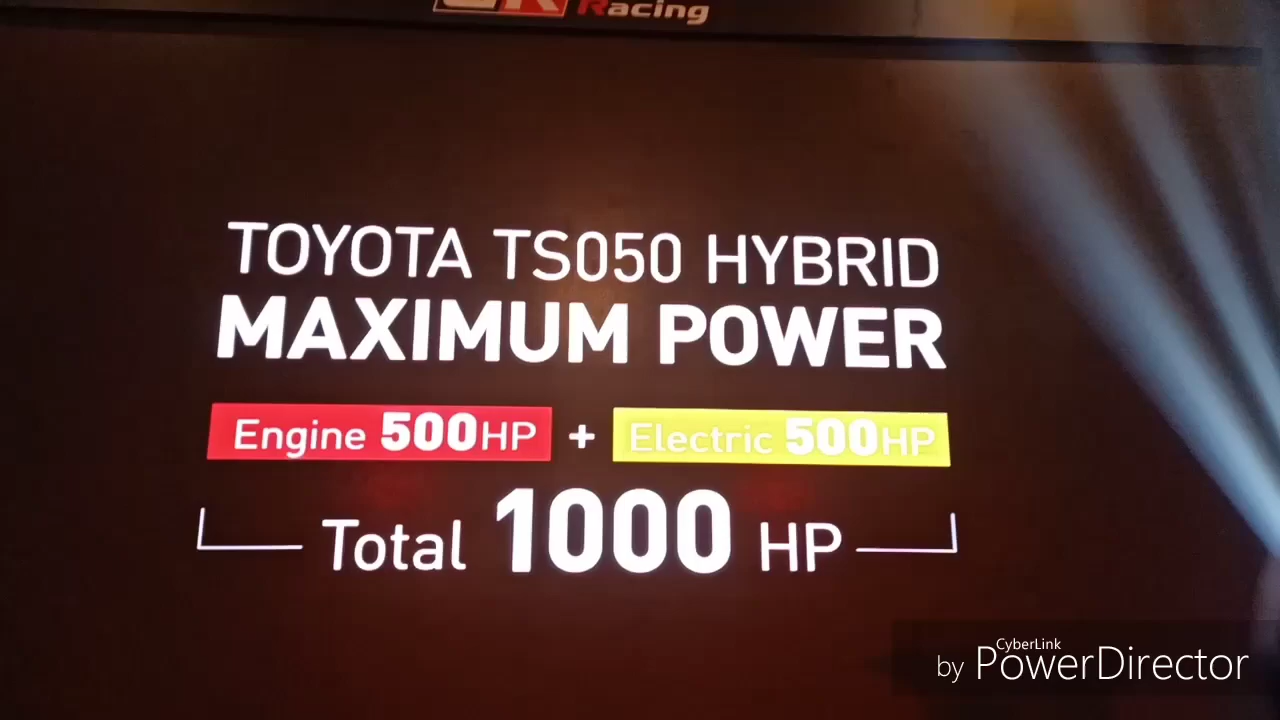 Racing
TOYOTA TS050 HYBRID
MAXIMUM POWER
Engine 500HP + Electric 500HP
Total 1000 HP
CyberLink
by PowerDirector